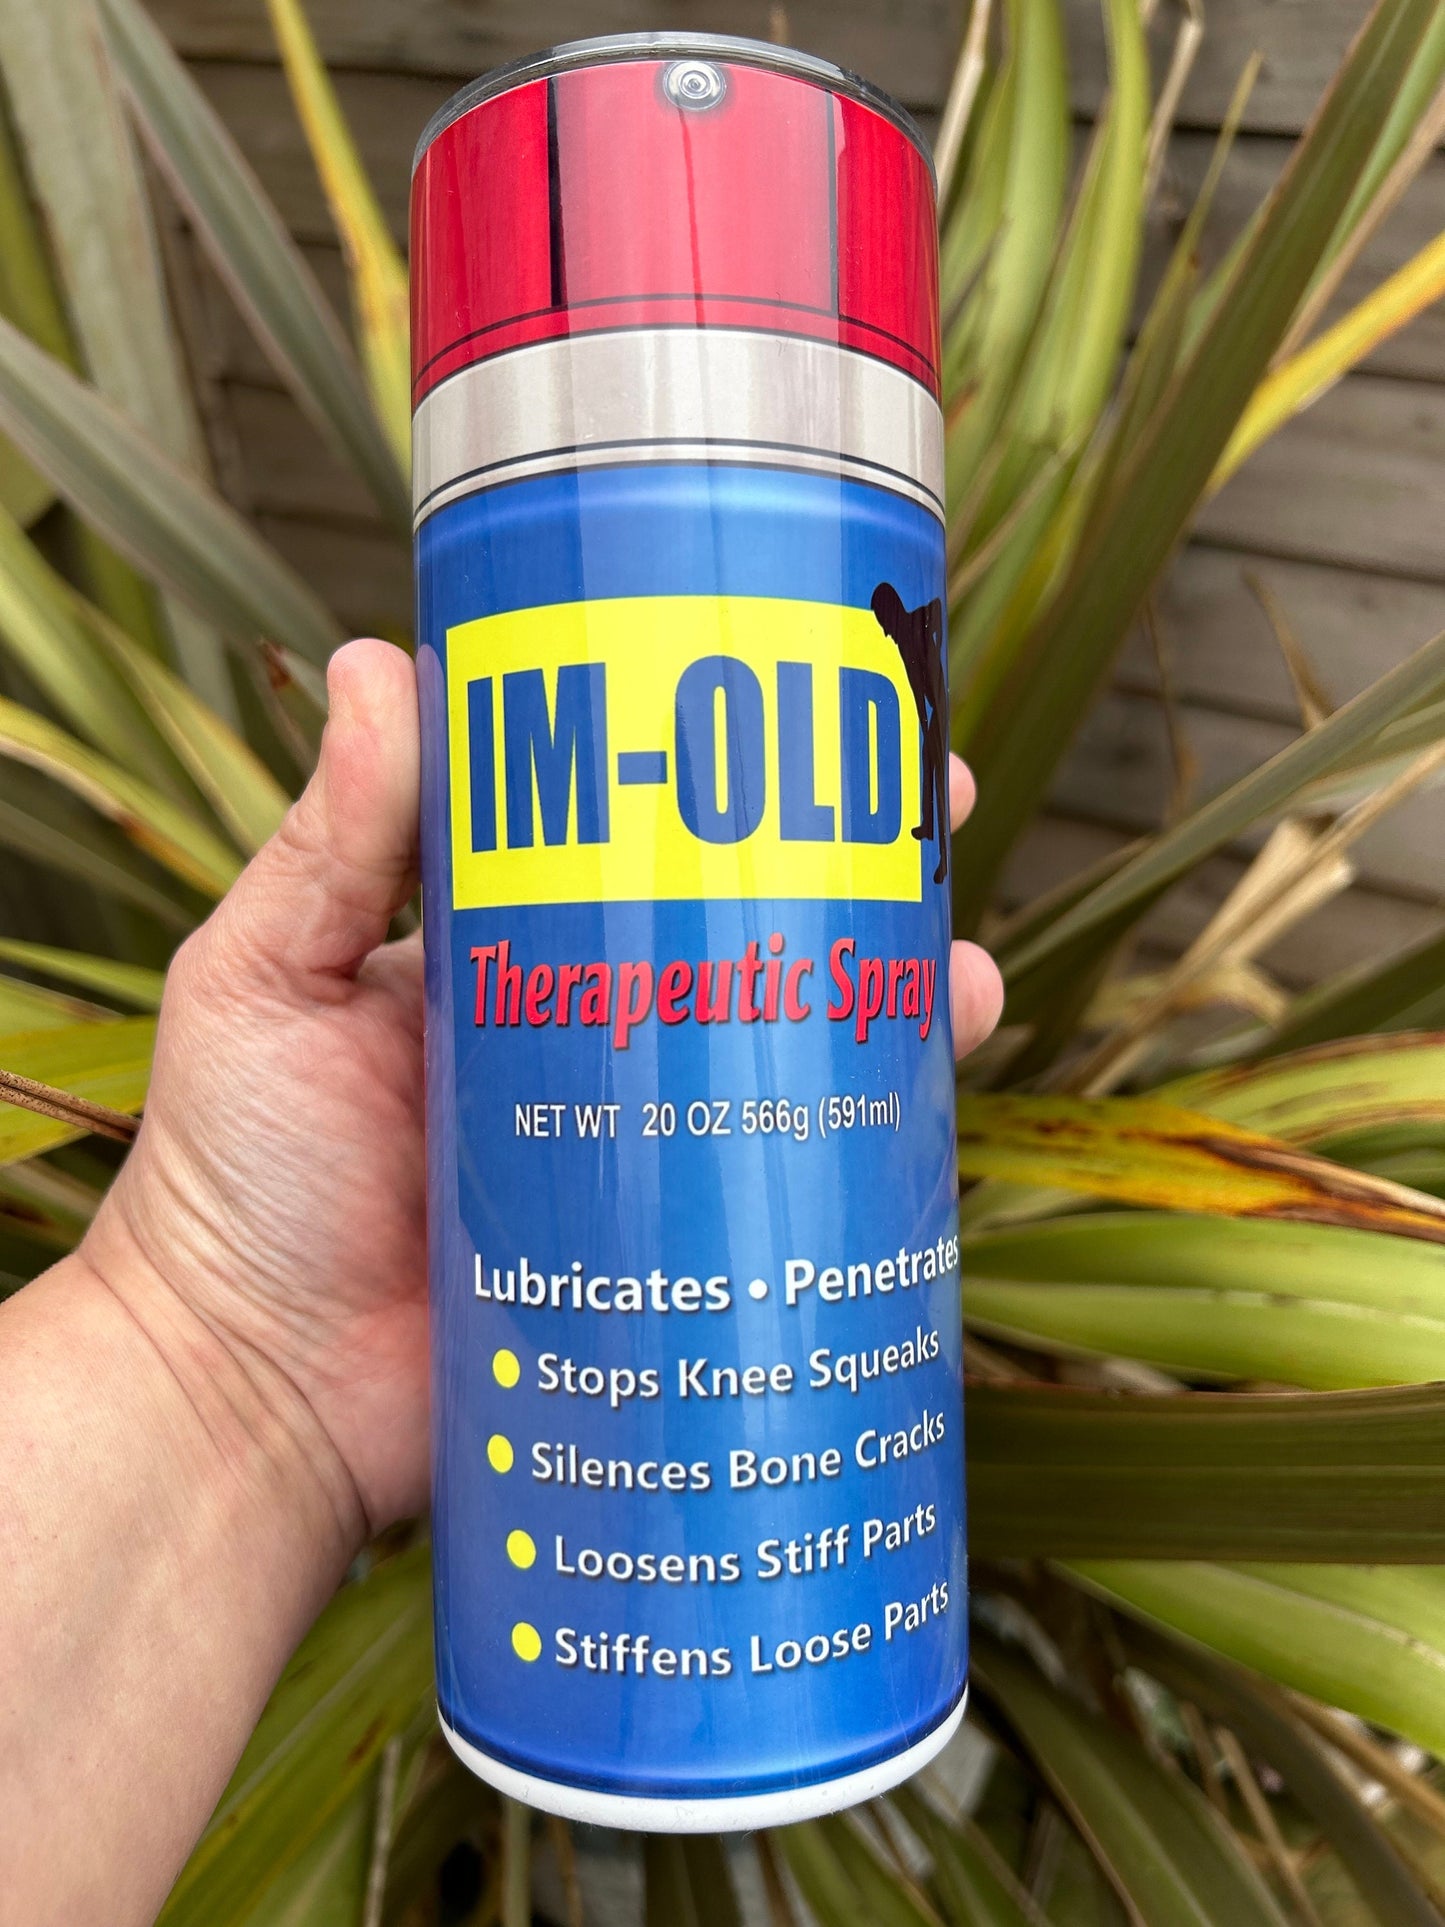 IM-OLD
Therapeutic Spray
NET WT 20 OZ 566g (591ml)
Lubricates • Penetrates
Stops Knee Squeaks
Silences Bone Cracks
Loosens Stiff Parts
Stiffens Loose Parts